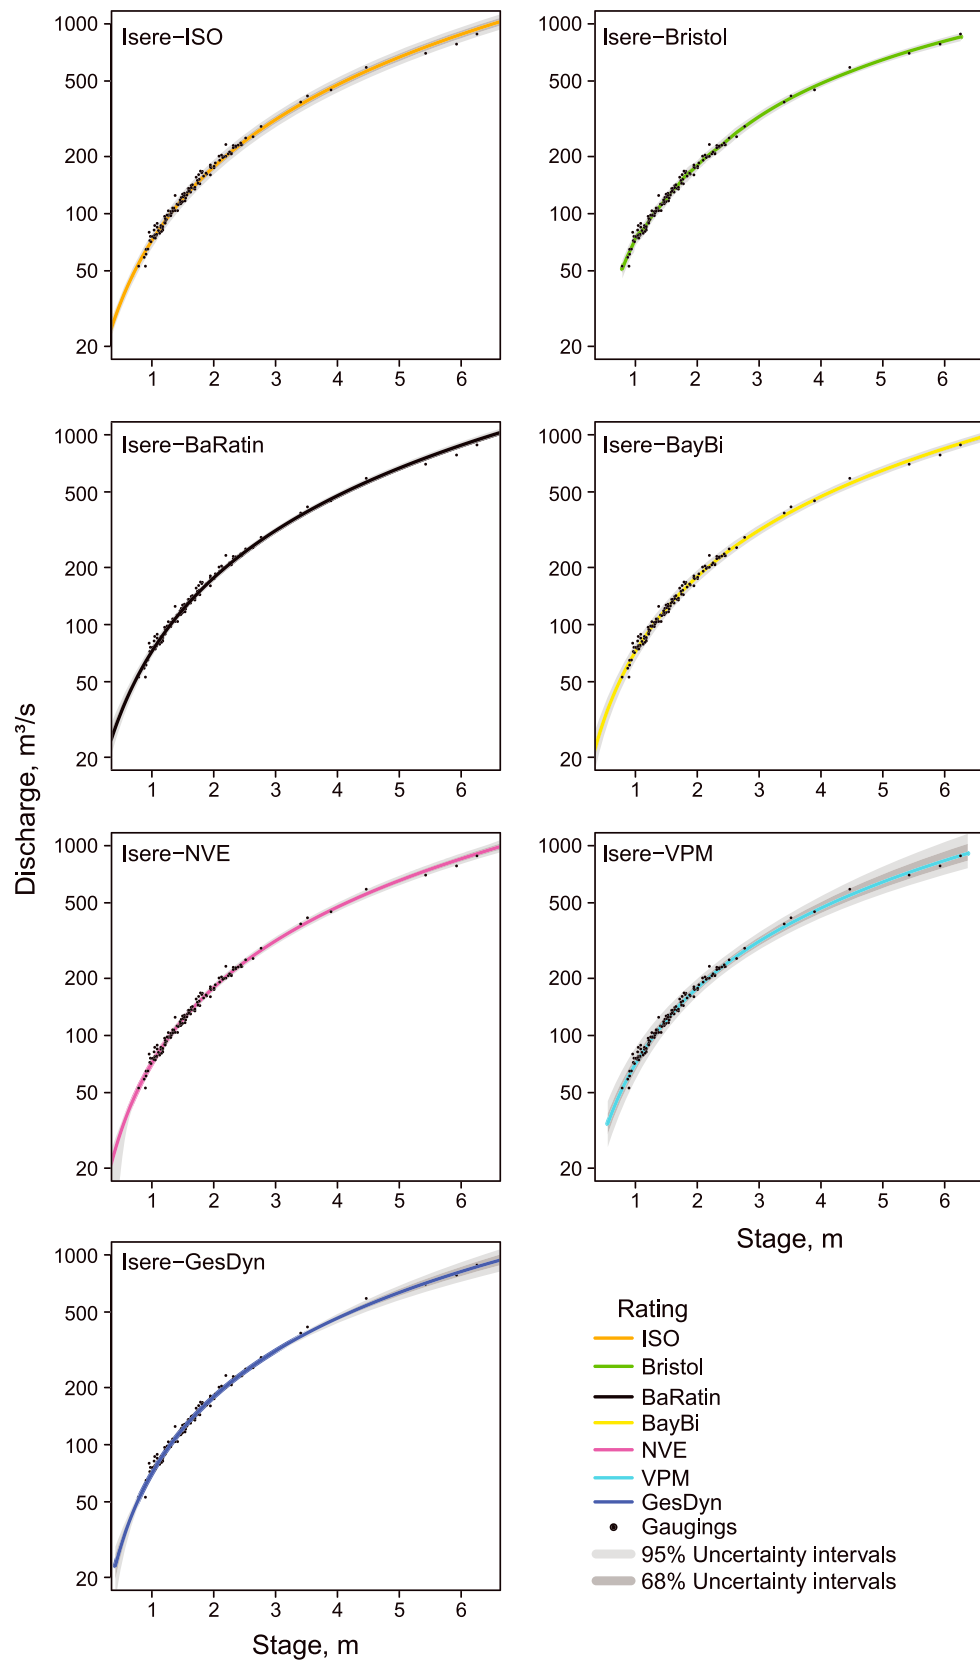 Isere−ISO
1000
500
200
100
50
20
1 2 3 4 5 6
Isere−Bristol
1000
500
200
100
50
20
1 2 3 4 5 6
Isere−BaRatin
1000
500
200
100
50
20
1 2 3 4 5 6
Isere−BayBi
1000
500
200
100
50
20
1 2 3 4 5 6
Discharge, m³/s
Isere−NVE
1000
500
200
100
50
20
1 2 3 4 5 6
Isere−VPM
1000
500
200
100
50
20
1 2 3 4 5 6
Stage, m
Isere−GesDyn
1000
500
200
100
50
20
1 2 3 4 5 6
Stage, m
Rating
ISO
Bristol
BaRatin
BayBi
NVE
VPM
GesDyn
Gaugings
95% Uncertainty intervals
68% Uncertainty intervals